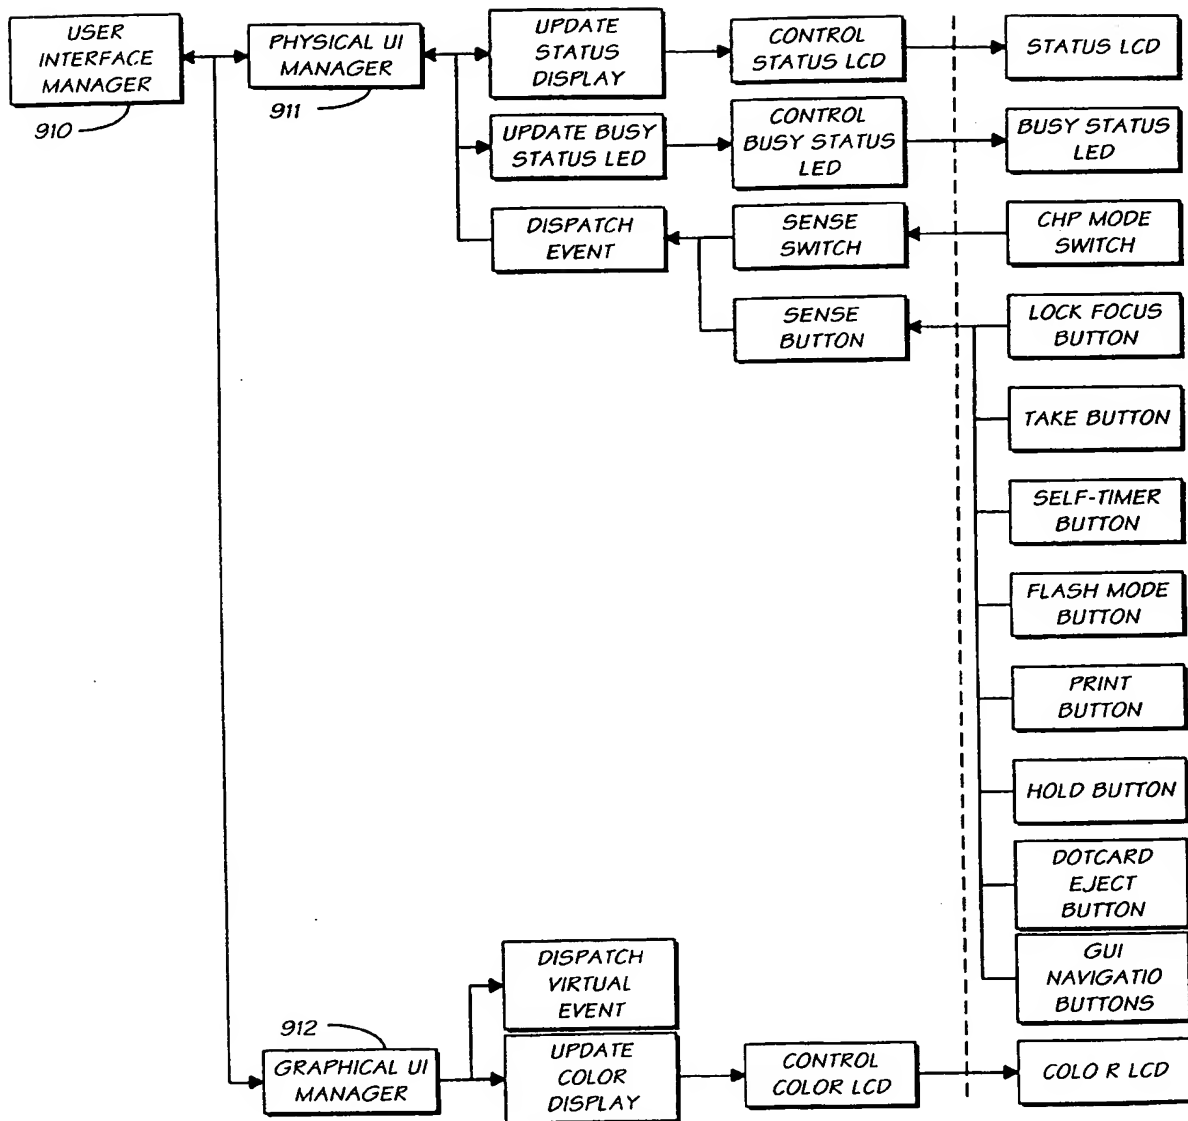 USER
INTERFACE
MANAGER
910
PHYSICAL UI
MANAGER
911
UPDATE
STATUS
DISPLAY
CONTROL
STATUS LCD
STATUS LCD
UPDATE BUSY
STATUS LED
CONTROL
BUSY STATUS
LED
BUSY STATUS
LED
DISPATCH
EVENT
SENSE
SWITCH
CHP MODE
SWITCH
SENSE
BUTTON
LOCK FOCUS
BUTTON
TAKE BUTTON
SELF-TIMER
BUTTON
FLASH MODE
BUTTON
PRINT
BUTTON
HOLD BUTTON
DOTCARD
EJECT
BUTTON
GUI
NAVIGATIO
BUTTONS
DISPATCH
VIRTUAL
EVENT
912
GRAPHICAL UI
MANAGER
UPDATE
COLOR
DISPLAY
CONTROL
COLOR LCD
COLO R LCD